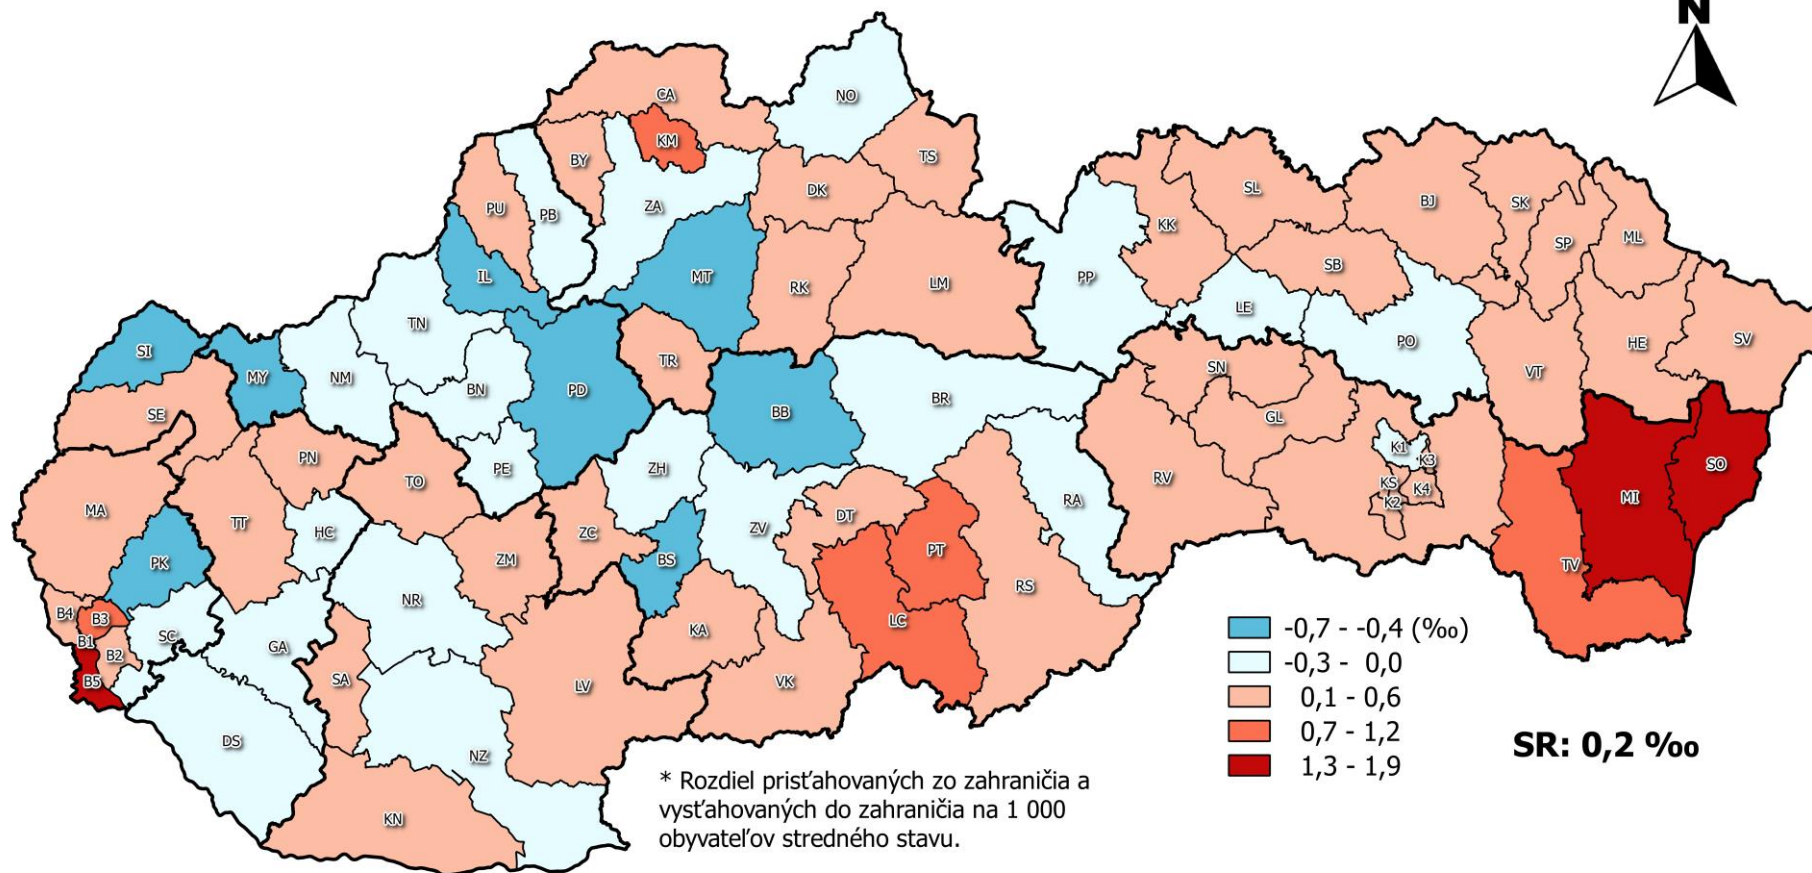 N
CA
NO
KM
BY
TS
DK
PU
PB
ZA
SL
BJ
SK
KK
SP
ML
IL
MT
PP
SB
RK
LM
LE
TN
PO
HE
SV
SI
MY
NM
BN
PD
TR
SN
VT
BB
BR
SE
GL
PN
PE
ZH
K1
K3
SO
TO
RV
KS
K4
K2
MI
MA
TT
HC
ZM
ZC
BS
ZV
DT
RA
PK
PT
TV
NR
RS
B4
B3
B1
B2
SC
GA
KA
LC
B5
SA
LV
VK
DS
NZ
KN
-0,7 - -0,4 (‰)
-0,3 - 0,0
0,1 - 0,6
0,7 - 1,2
1,3 - 1,9
SR: 0,2 ‰
* Rozdiel prisťahovaných zo zahraničia a
vysťahovaných do zahraničia na 1 000
obyvateľov stredného stavu.